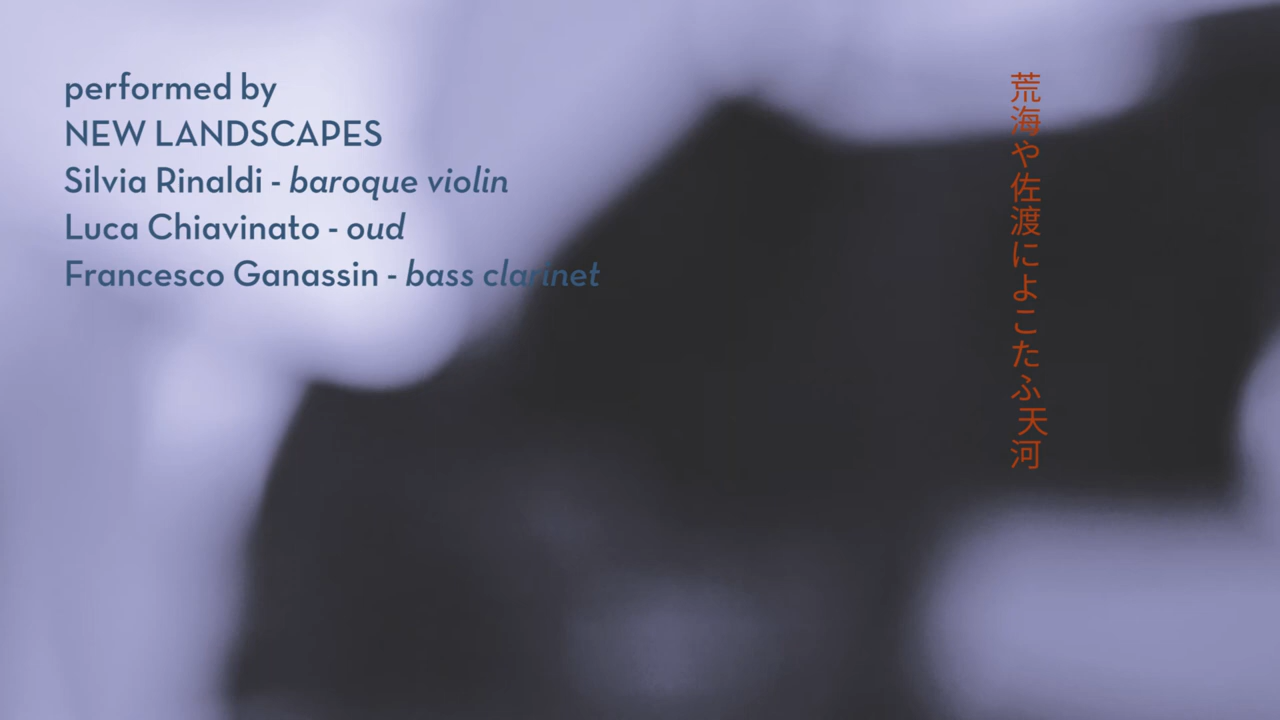 performed by
NEW LANDSCAPES
Silvia Rinaldi - baroque violin
Luca Chiavinato - oud
Francesco Ganassin - bass clarinet
荒海や佐渡によこたふ天河